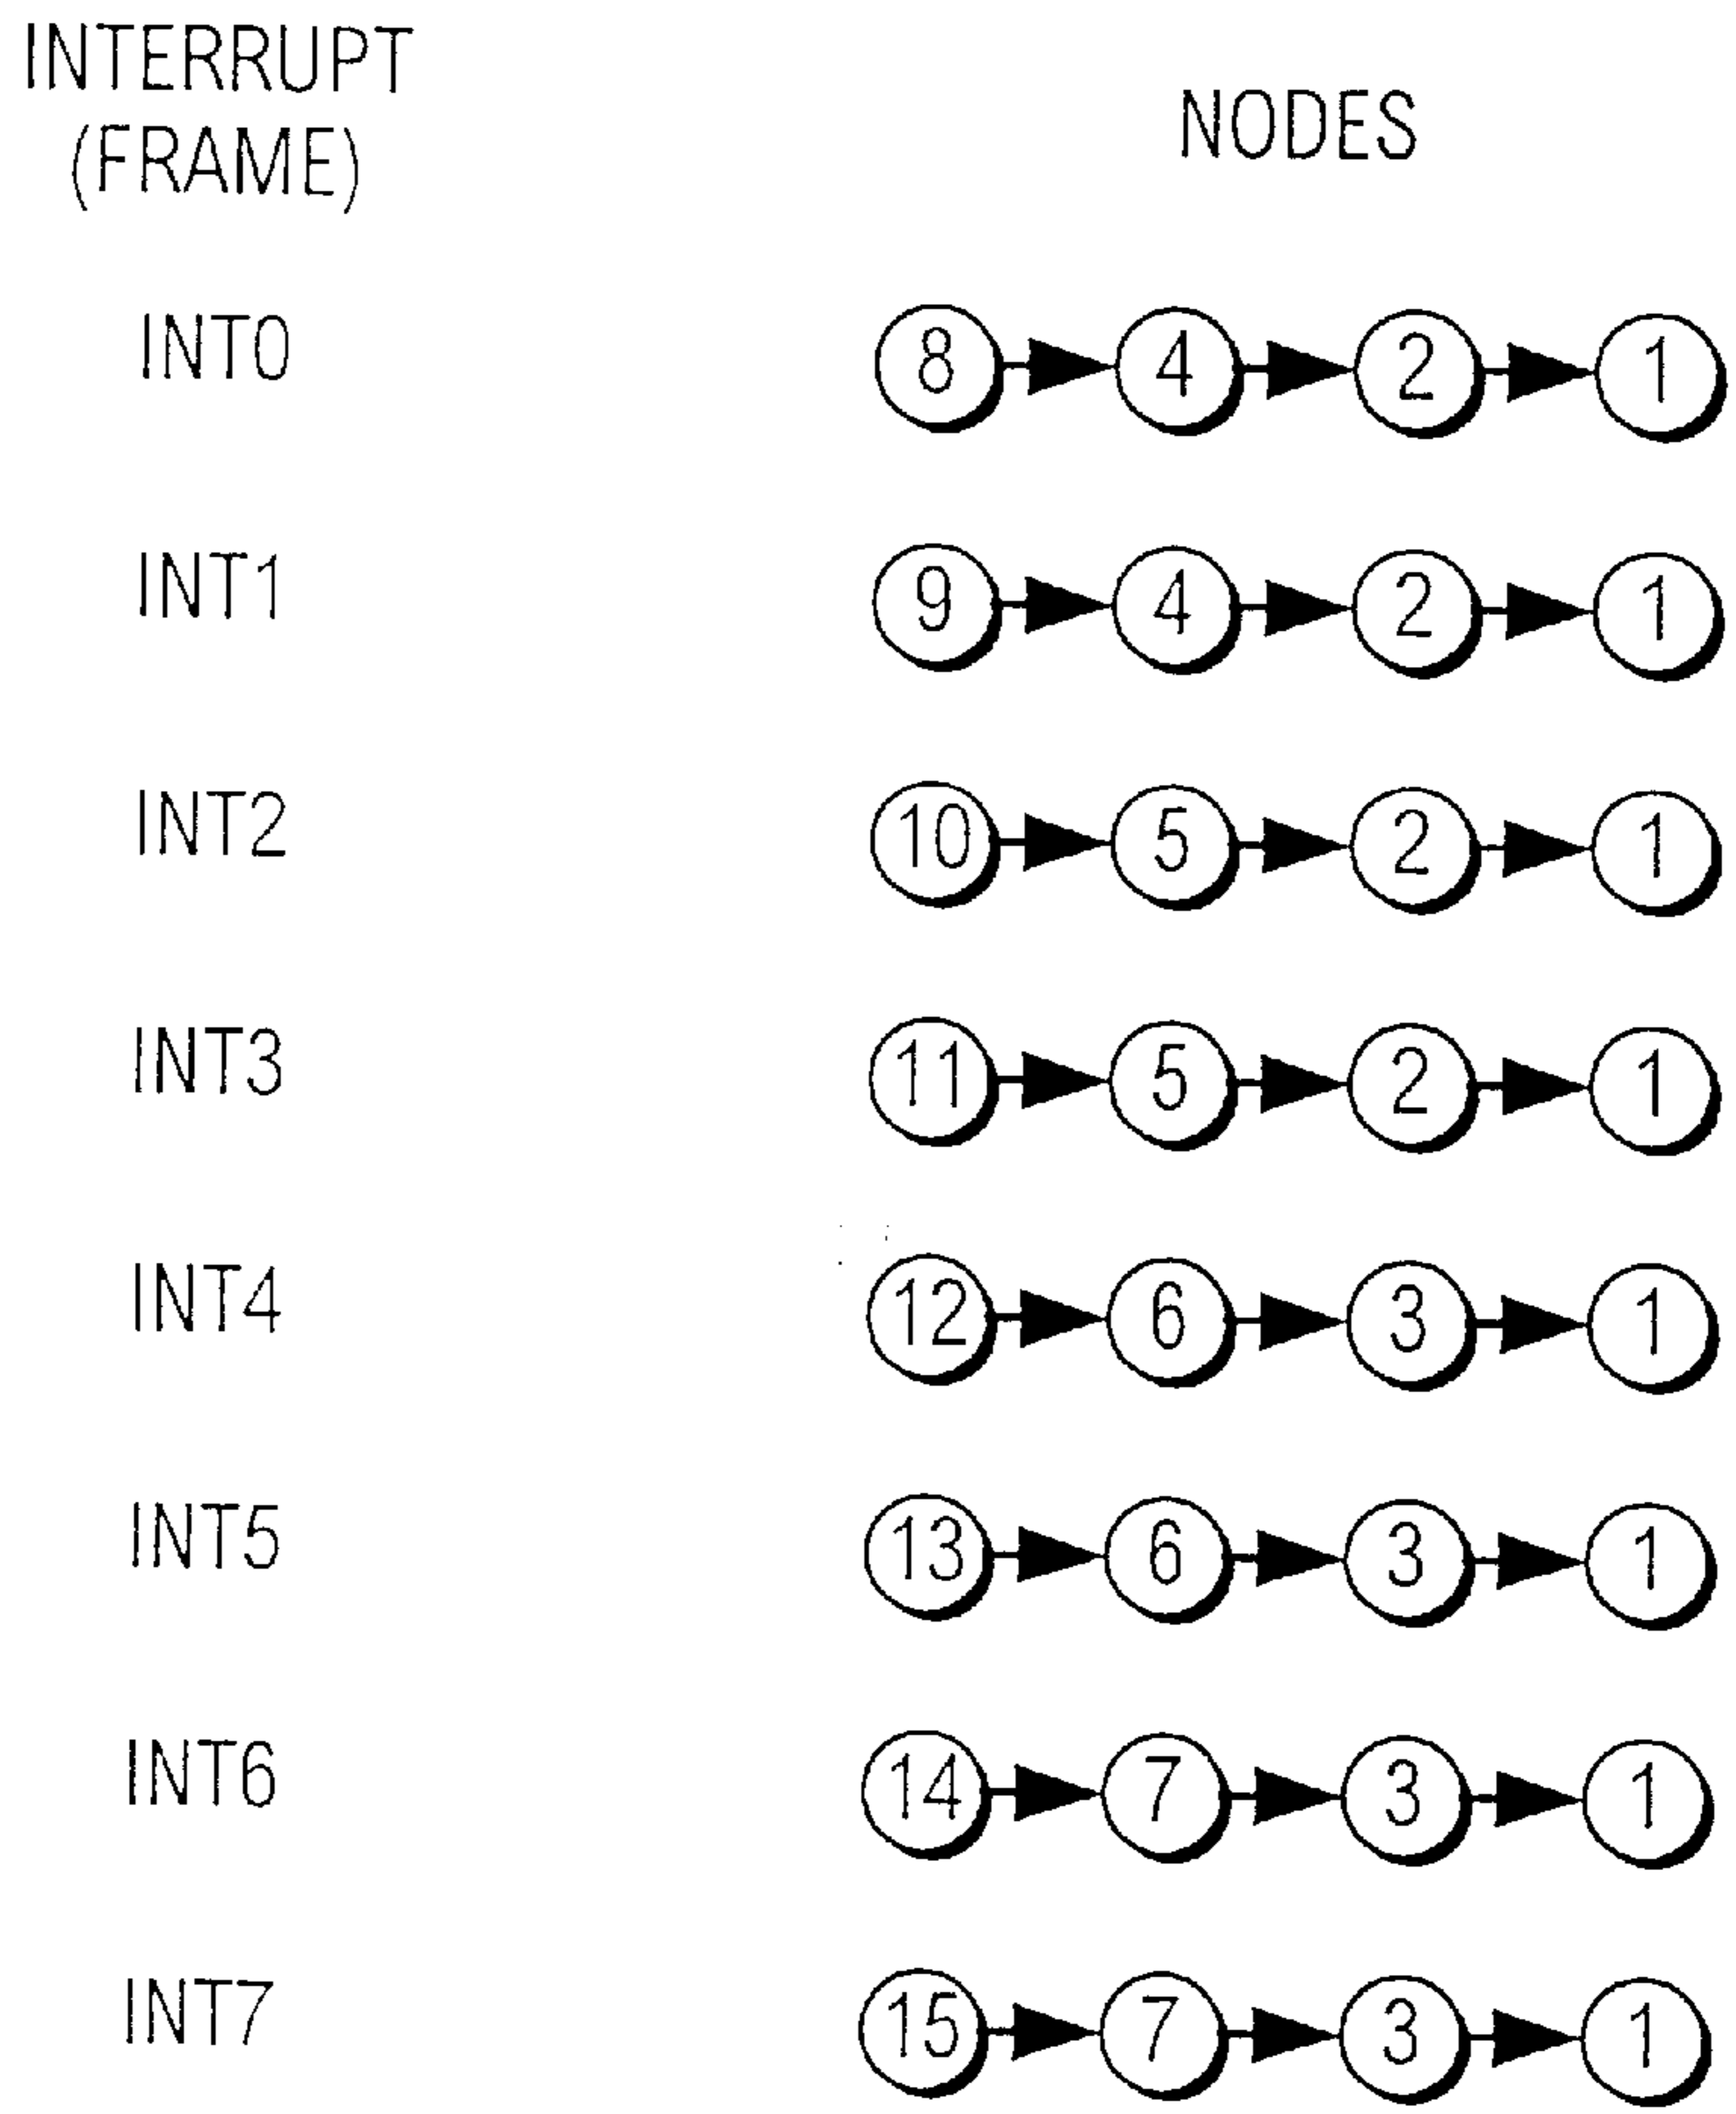 INTERRUPT
(FRAME)
NODES
INT0 8 4 2 1
INT1 9 4 2 1
INT2 10 5 2 1
INT3 11 5 2 1
INT4 12 6 3 1
INT5 13 6 3 1
INT6 14 7 3 1
INT7 15 7 3 1